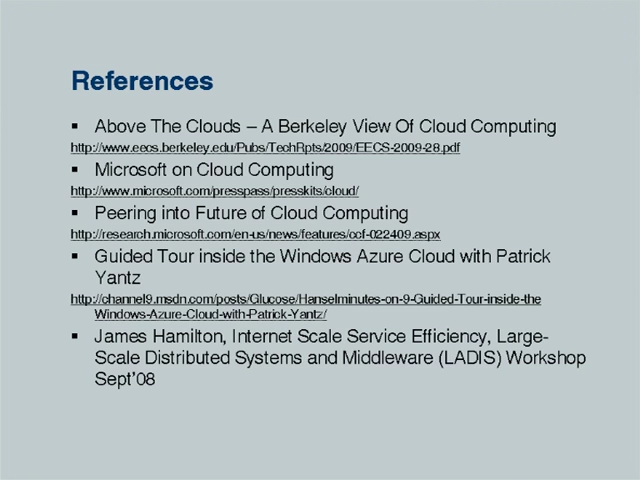 References
▪ Above The Clouds – A Berkeley View Of Cloud Computing
http://www.eecs.berkeley.edu/Pubs/TechRpts/2009/EECS-2009-28.pdf
▪ Microsoft on Cloud Computing
http://www.microsoft.com/presspass/presskits/cloud/
▪ Peering into Future of Cloud Computing
http://research.microsoft.com/en-us/news/features/ccf-022409.aspx
▪ Guided Tour inside the Windows Azure Cloud with Patrick
Yantz
http://channel9.msdn.com/posts/Glucose/Hanselminutes-on-9-Guided-Tour-inside-the
Windows-Azure-Cloud-with-Patrick-Yantz/
▪ James Hamilton, Internet Scale Service Efficiency, Large-
Scale Distributed Systems and Middleware (LADIS) Workshop
Sept’08